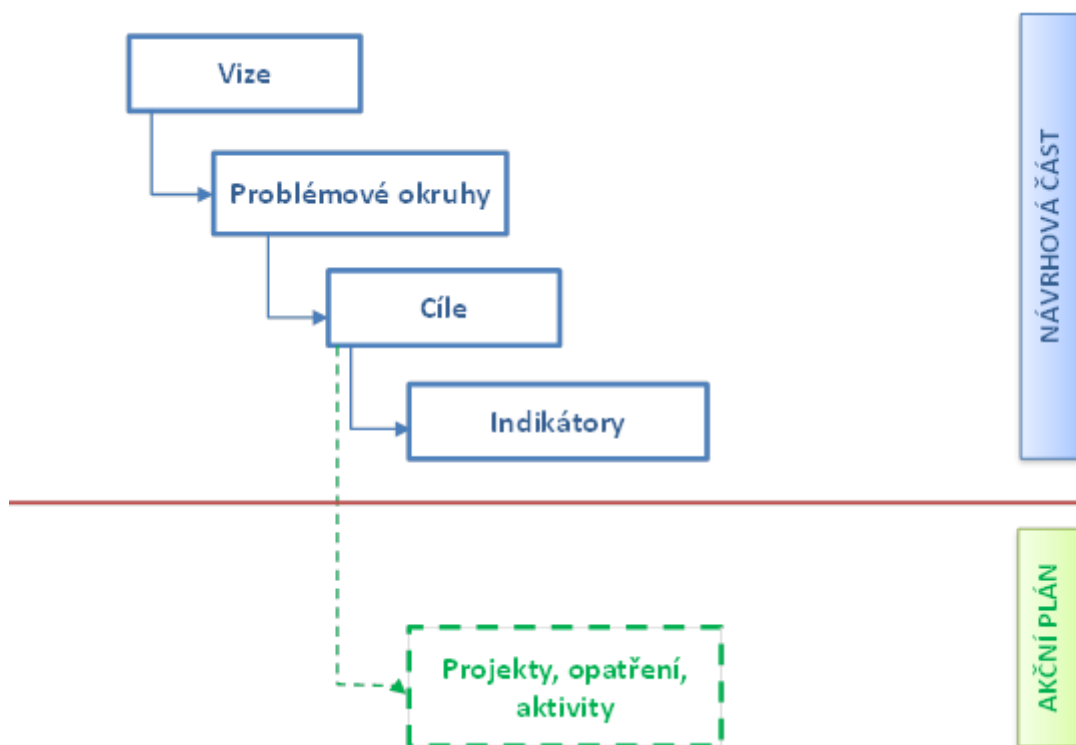 Vize
Problémové okruhy
Cíle
Indikátory
NÁVRHOVÁ ČÁST
Projekty, opatření,
aktivity
AKČNÍ PLÁN